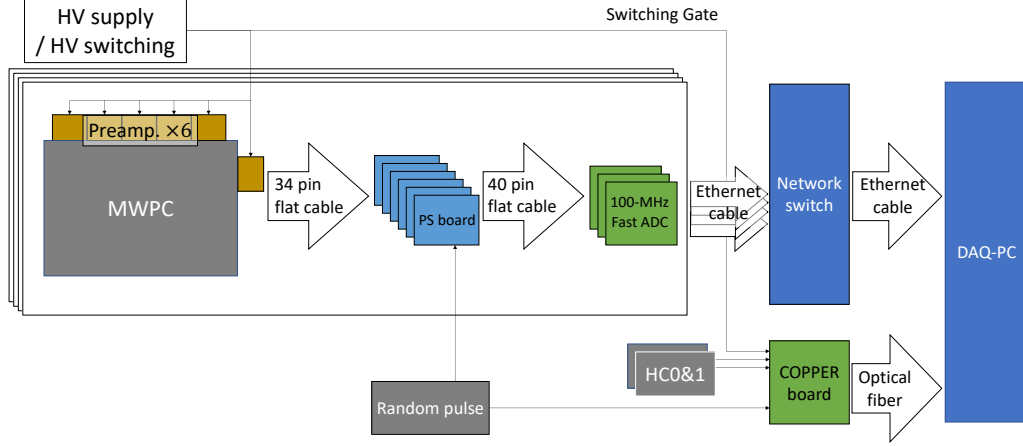 HV supply
/ HV switching
Switching Gate
Preamp. ×6
MWPC
34 pin
flat cable
PS board
40 pin
flat cable
100-MHz
Fast ADC
Ethernet
cable
Network
switch
Ethernet
cable
DAQ-PC
HC0&1
COPPER
board
Optical
fiber
Random pulse